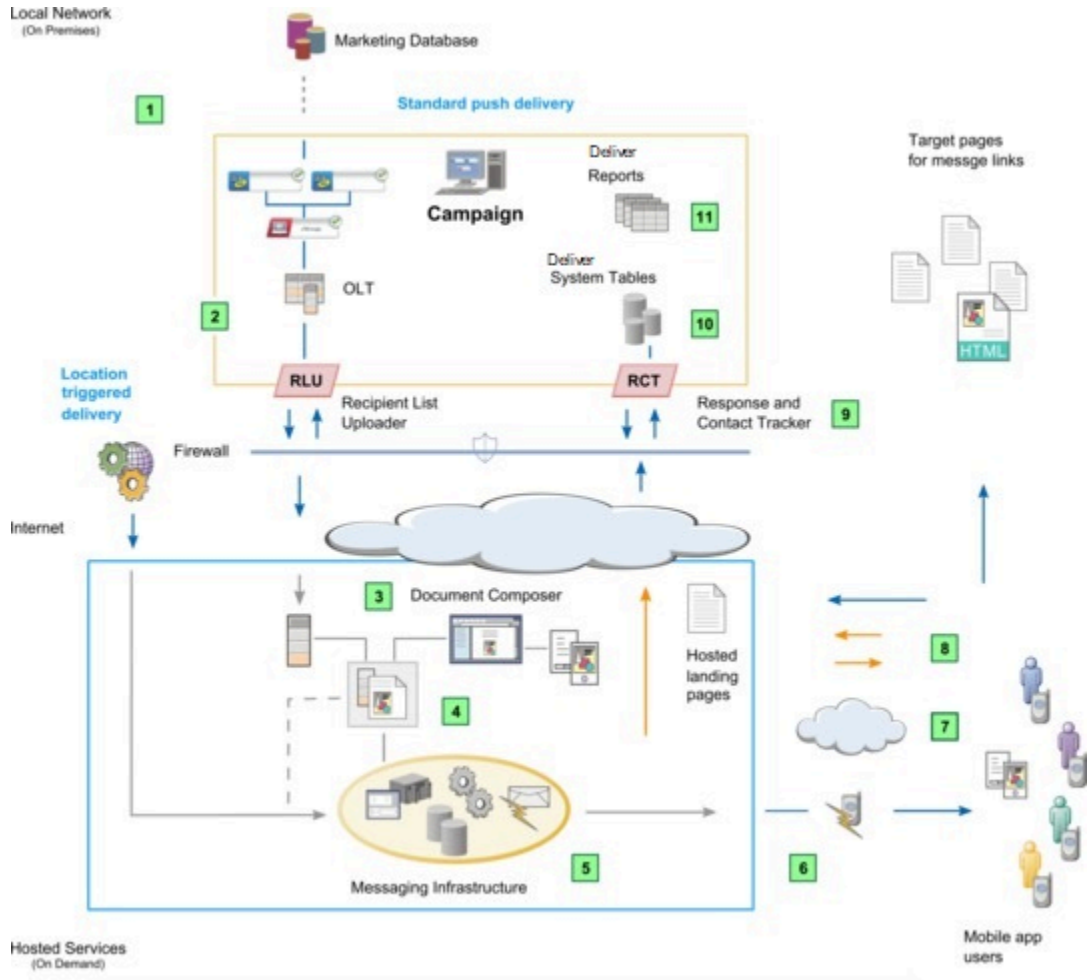 Local Network
(On Premises)
Marketing Database
1
Standard push delivery
Target pages
for messge links
Deliver
Reports
Campaign
11
Deliver
System Tables
OLT
2
10
HTML
Location
triggered
delivery
RLU
RCT
Recipient List
Uploader
Response and
Contact Tracker
9
Firewall
Internet
3
Document Composer
8
Hosted
landing
pages
4
7
5
6
Messaging Infrastructure
Mobile app
users
Hosted Services
(On Demand)